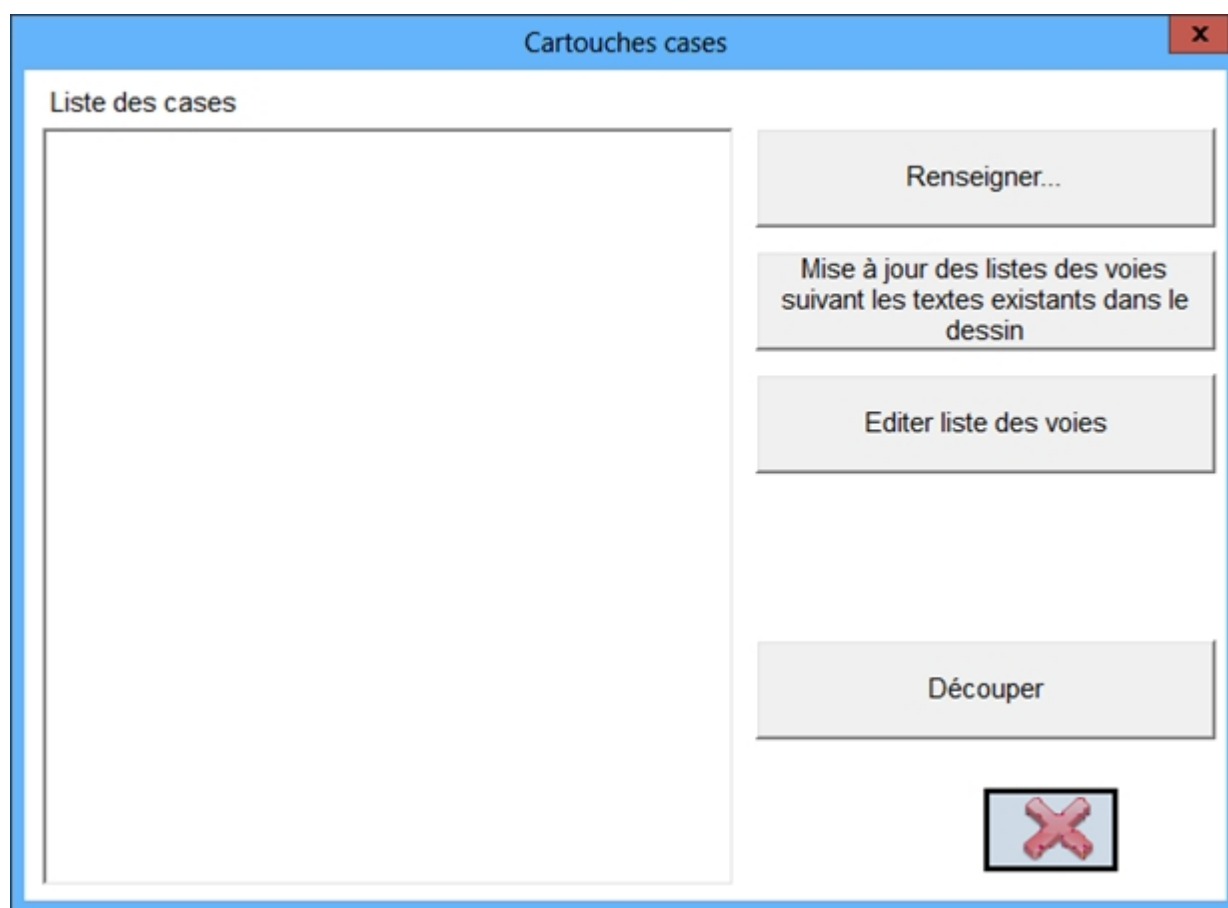 Cartouches cases
x
Liste des cases
Renseigner...
Mise à jour des listes des voies
suivant les textes existants dans le
dessin
Editer liste des voies
Découper